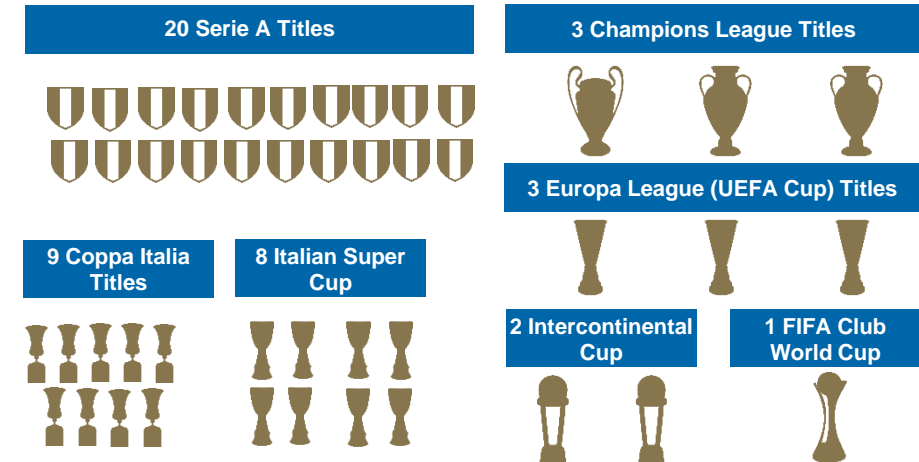 20 Serie A Titles
3 Champions League Titles
3 Europa League (UEFA Cup) Titles
9 Coppa Italia
Titles
8 Italian Super
Cup
2 Intercontinental
Cup
1 FIFA Club
World Cup